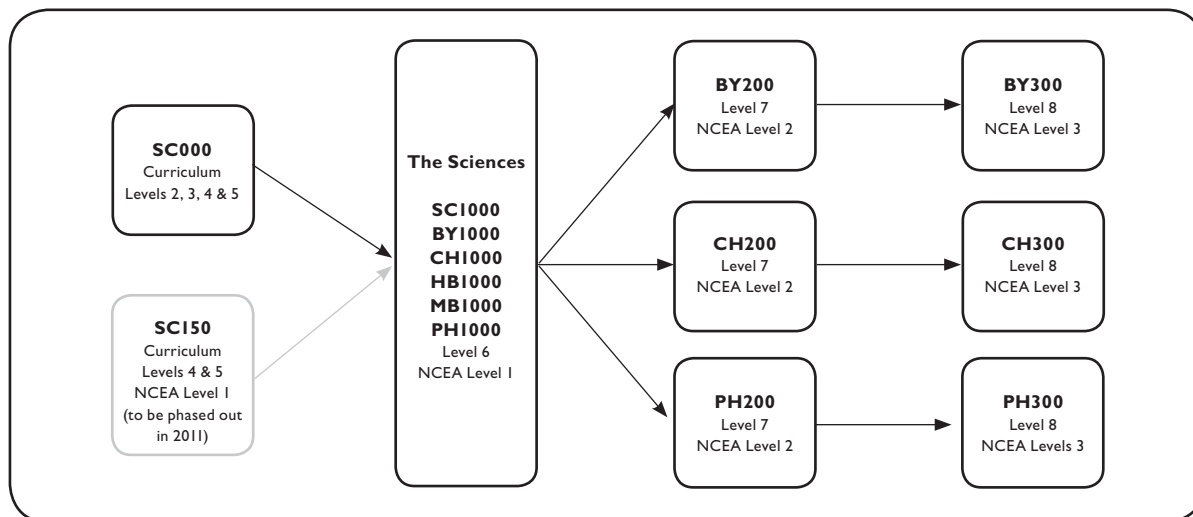 SC000
Curriculum
Levels 2, 3, 4 & 5
SC150
Curriculum
Levels 4 & 5
NCEA Level 1
(to be phased out
in 2011)
The Sciences
SC1000
BY1000
CH1000
HB1000
MB1000
PH1000
Level 6
NCEA Level 1
BY200
Level 7
NCEA Level 2
BY300
Level 8
NCEA Level 3
CH200
Level 7
NCEA Level 2
CH300
Level 8
NCEA Level 3
PH200
Level 7
NCEA Level 2
PH300
Level 8
NCEA Levels 3